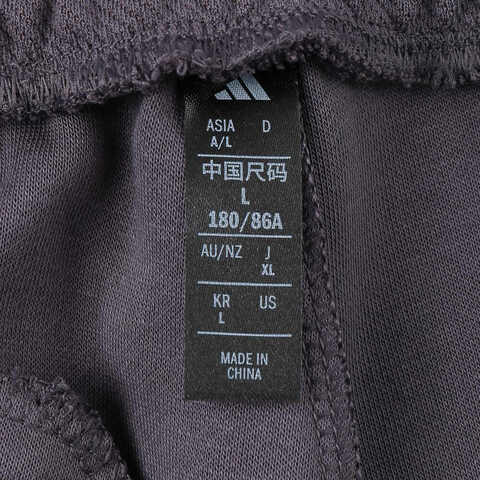 ASIA D
A/L
中国尺码
L
180/86A
AU/NZ J
XL
KR US
L
MADE IN
CHINA